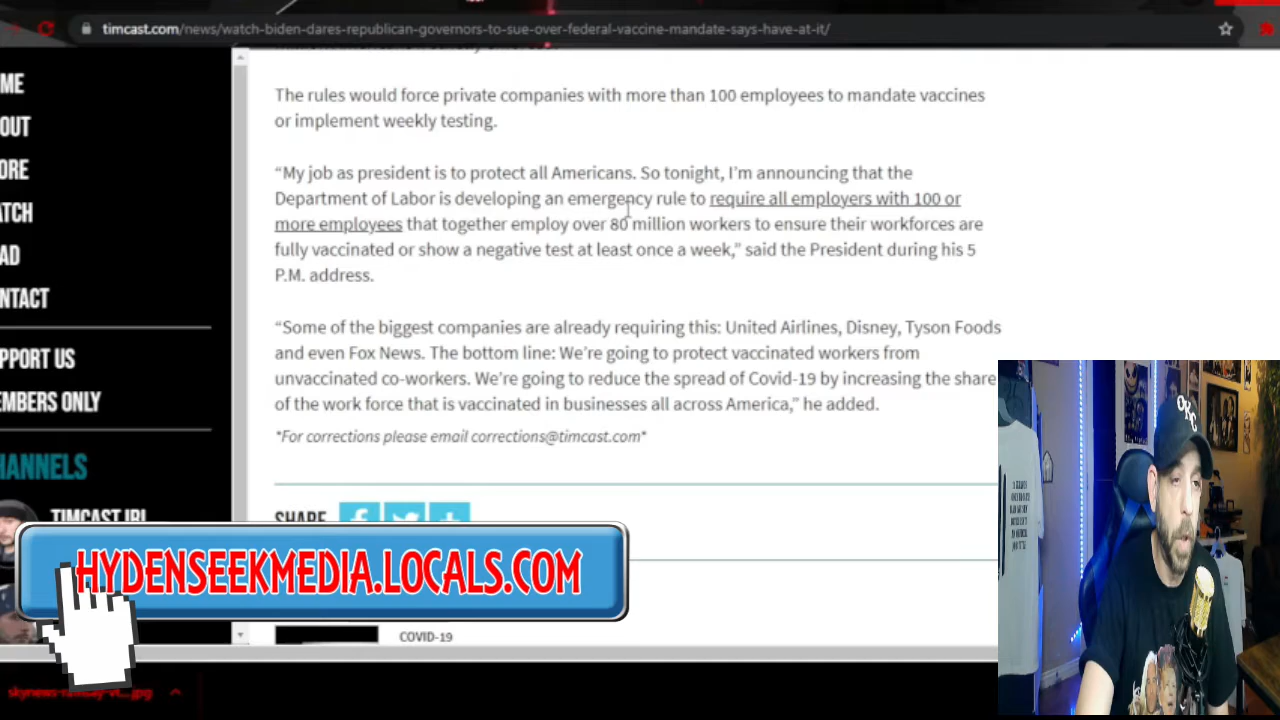 timcast.com/news/watch-biden-dares-republican-governors-to-sue-over-federal-vaccine-mandate-says-have-at-it/
ME
OUT
ORE
ATCH
AD
NTACT
PPORT US
EMBERS ONLY
HANNELS
TIMCAST IRL
The rules would force private companies with more than 100 employees to mandate vaccines
or implement weekly testing.
“My job as president is to protect all Americans. So tonight, I’m announcing that the
Department of Labor is developing an emergency rule to require all employers with 100 or
more employees that together employ over 80 million workers to ensure their workforces are
fully vaccinated or show a negative test at least once a week,” said the President during his 5
P.M. address.
“Some of the biggest companies are already requiring this: United Airlines, Disney, Tyson Foods
and even Fox News. The bottom line: We’re going to protect vaccinated workers from
unvaccinated co-workers. We’re going to reduce the spread of Covid-19 by increasing the share
of the work force that is vaccinated in businesses all across America,” he added.
*For corrections please email corrections@timcast.com*
SHARE
HYDENSEEKMEDIA.LOCALS.COM
COVID-19
OKC